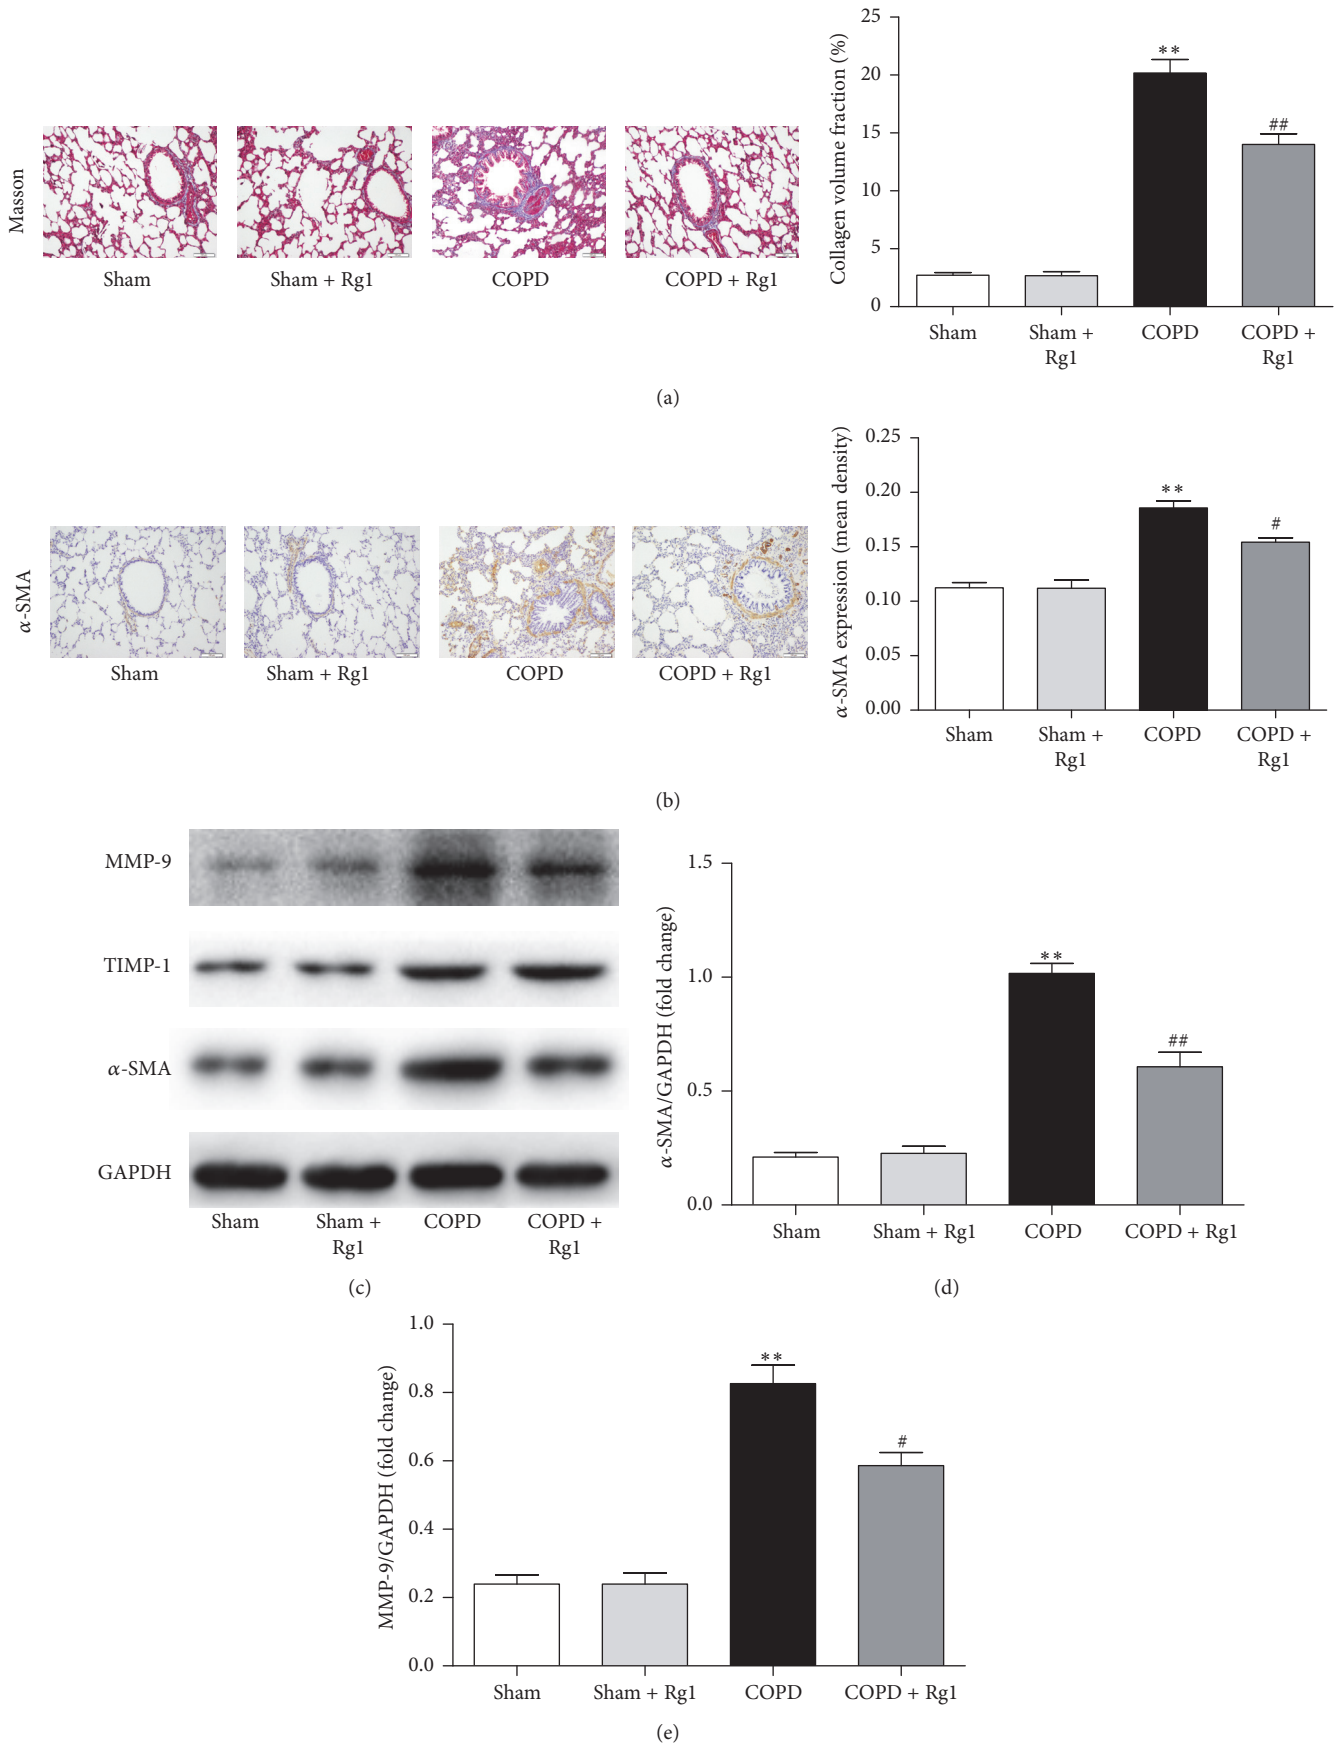 Masson
Sham
Sham + Rg1
COPD
COPD + Rg1
Collagen volume fraction (%)
25
20
15
10
5
0
**
##
Sham
Sham +
Rg1
COPD
COPD +
Rg1
(a)
α-SMA
Sham
Sham + Rg1
COPD
COPD + Rg1
α-SMA expression (mean density)
0.25
0.20
0.15
0.10
0.05
0.00
**
#
Sham
Sham +
Rg1
COPD
COPD +
Rg1
(b)
MMP-9
TIMP-1
α-SMA
GAPDH
Sham
Sham +
Rg1
COPD
COPD +
Rg1
(c)
α-SMA/GAPDH (fold change)
1.5
1.0
0.5
0.0
**
##
Sham
Sham + Rg1
COPD
COPD + Rg1
(d)
MMP-9/GAPDH (fold change)
1.0
0.8
0.6
0.4
0.2
0.0
**
#
Sham
Sham + Rg1
COPD
COPD + Rg1
(e)